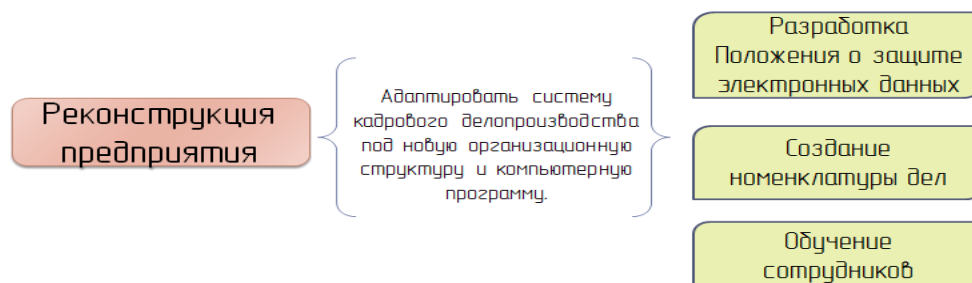 Реконструкция
предприятия
Адаптировать систему
кадрового делопроизводства
под новую организационную
структуру и компьютерную
программу.
Разработка
Положения о защите
электронных данных
Создание
номенклатуры дел
Обучение
сотрудников